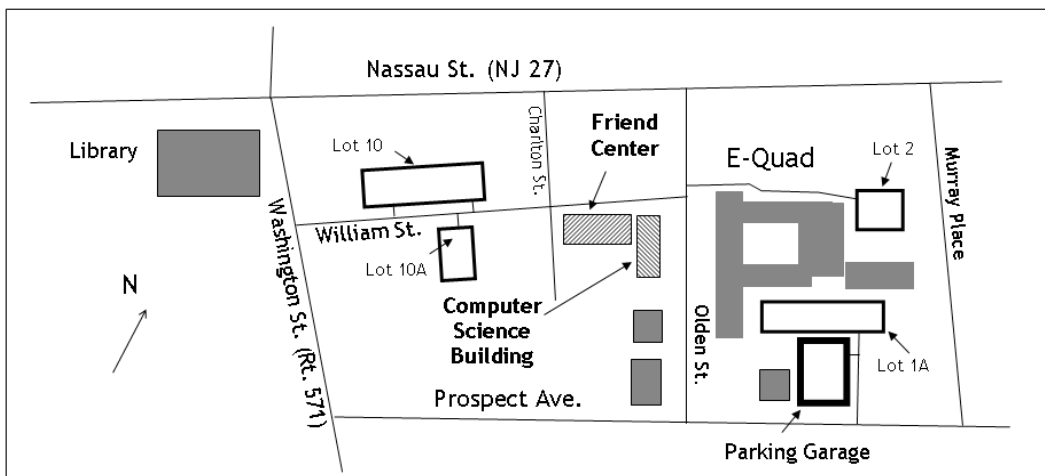 Nassau St. (NJ 27)
Library
Lot 10
Charlton St.
Friend
Center
E-Quad
Lot 2
Murray Place
Washington St. (Rt. 571)
William St.
Lot 10A
N
Computer
Science
Building
Olden St.
Lot 1A
Prospect Ave.
Parking Garage